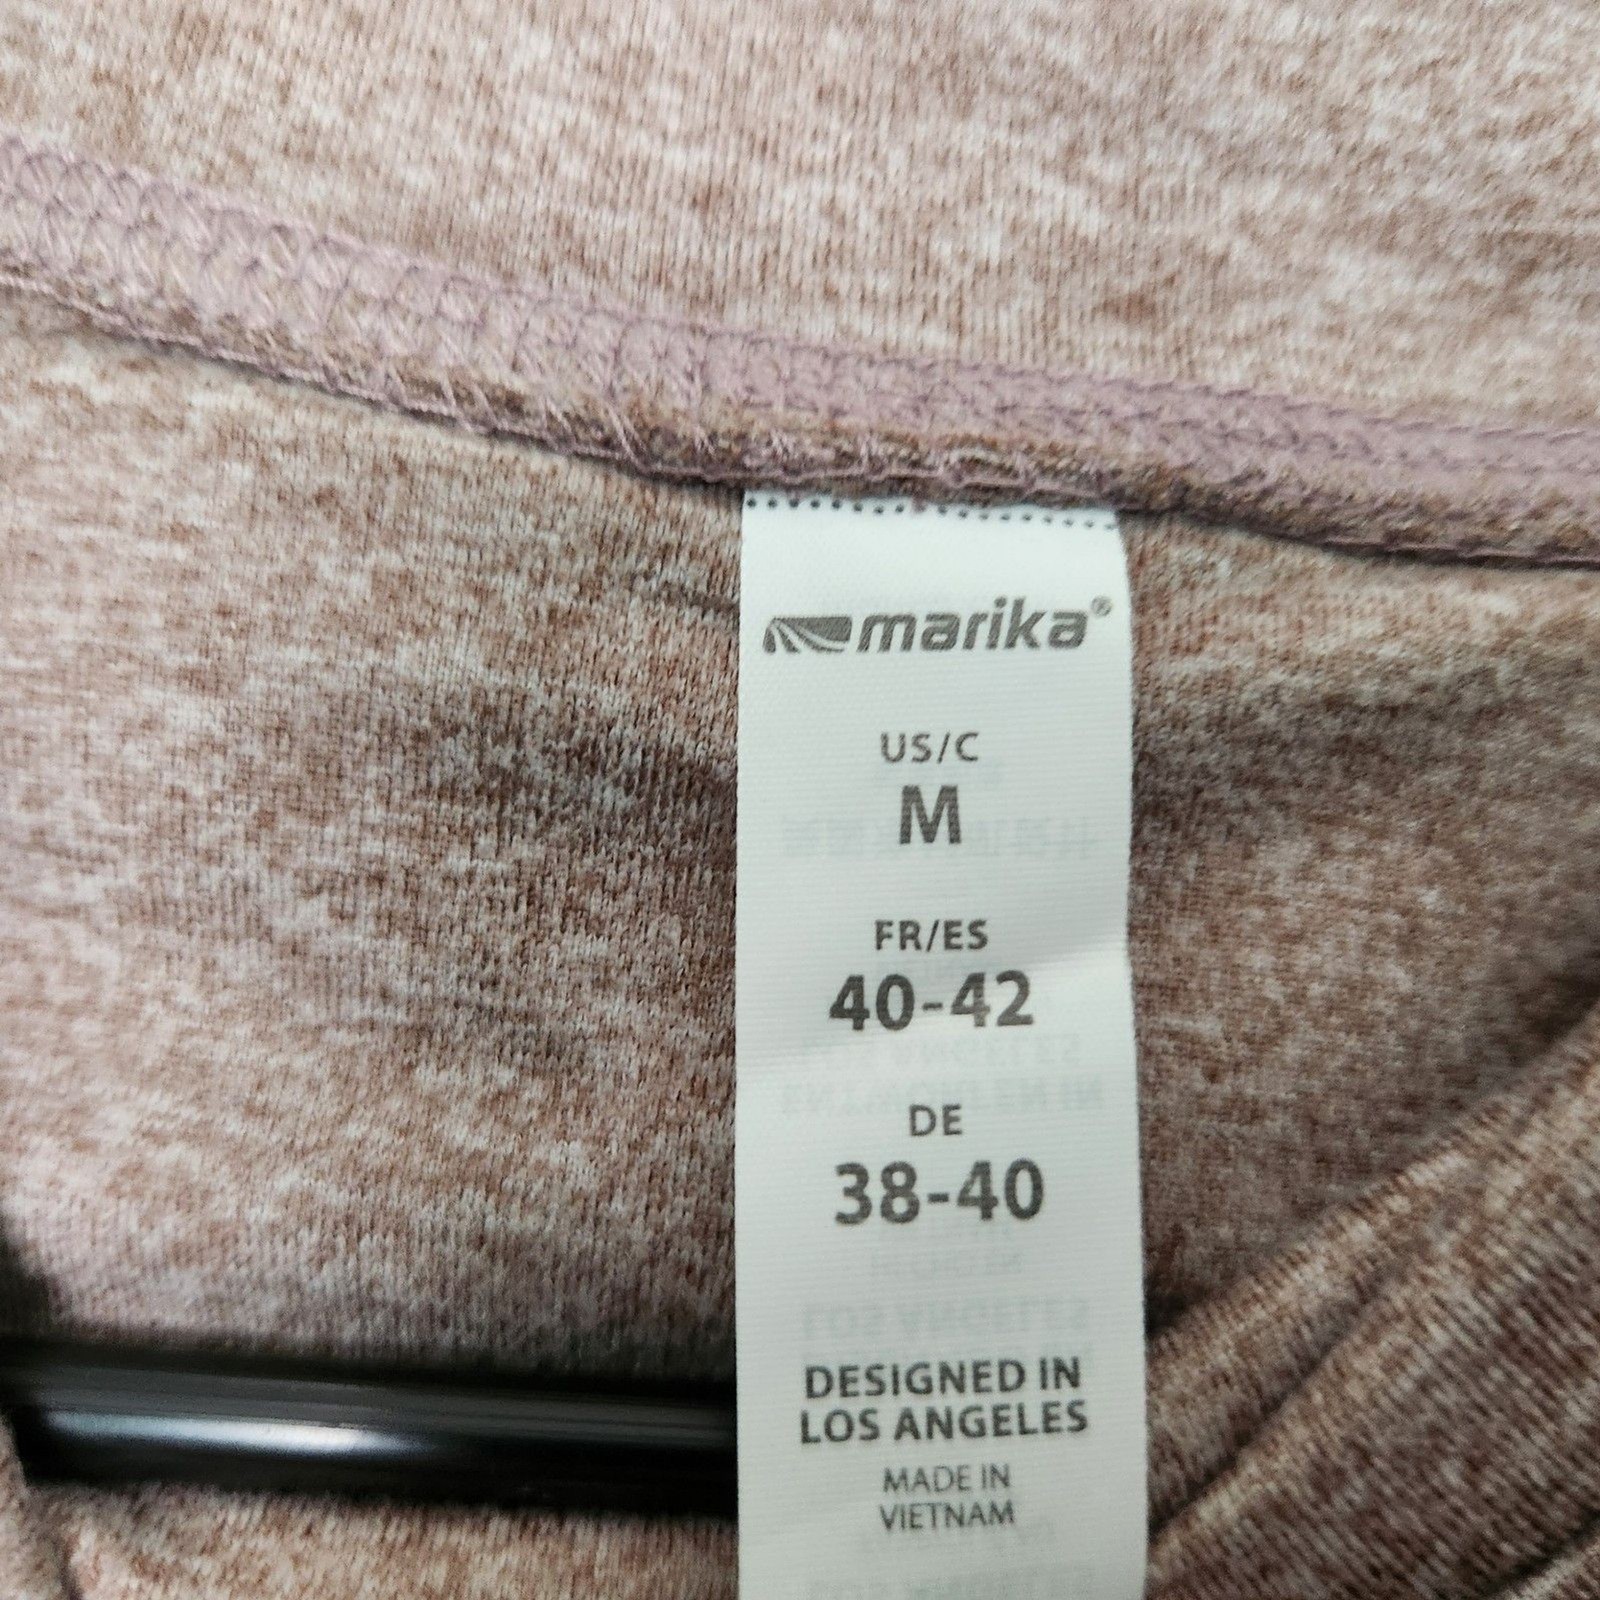 marika®
US/C
M
FR/ES
40-42
DE
38-40
DESIGNED IN
LOS ANGELES
MADE IN
VIETNAM